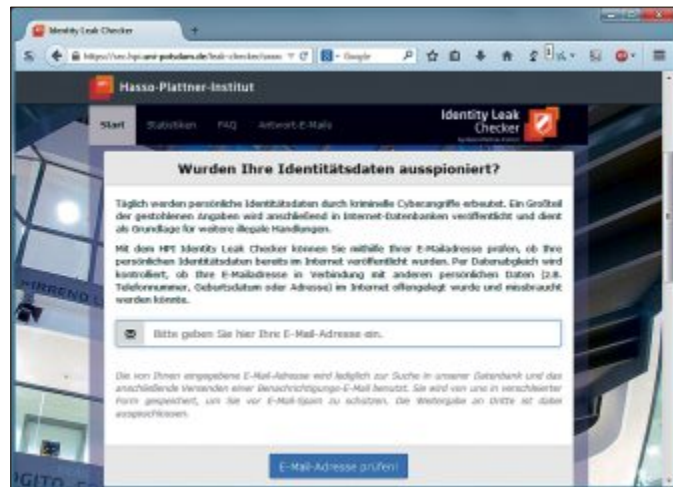 Identity Leak Checker
Google
Hasso-Plattner-Institut
Start Statistiken FAQ Antwort-E-Mails
Identity Leak
Checker
Wurden Ihre Identitätsdaten ausspioniert?
Täglich werden persönliche Identitätsdaten durch kriminelle Cyberangriffe erbeutet. Ein Großteil
der gestohlenen Angaben wird anschließend in Internet-Datenbanken veröffentlicht und dient
als Grundlage für weitere illegale Handlungen.
Mit dem HPI Identity Leak Checker können Sie mithilfe Ihrer E-Mailadresse prüfen, ob Ihre
persönlichen Identitätsdaten bereits im Internet veröffentlicht wurden. Per Datenabgleich wird
kontrolliert, ob Ihre E-Mailadresse in Verbindung mit anderen persönlichen Daten (z.B.
Telefonnummer, Geburtsdatum oder Adresse) im Internet offengelegt wurde und missbraucht
werden könnte.
Bitte geben Sie hier Ihre E-Mail-Adresse ein.
Die von Ihnen eingegebene E-Mail-Adresse wird lediglich zur Suche in unserer Datenbank und das
anschließende Versenden einer Benachrichtigungs-E-Mail benutzt. Sie wird von uns in verschleierter
Form gespeichert, um Sie vor E-Mail-Spam zu schützen. Die Weitergabe an Dritte ist dabei
ausgeschlossen.
E-Mail-Adresse prüfen!